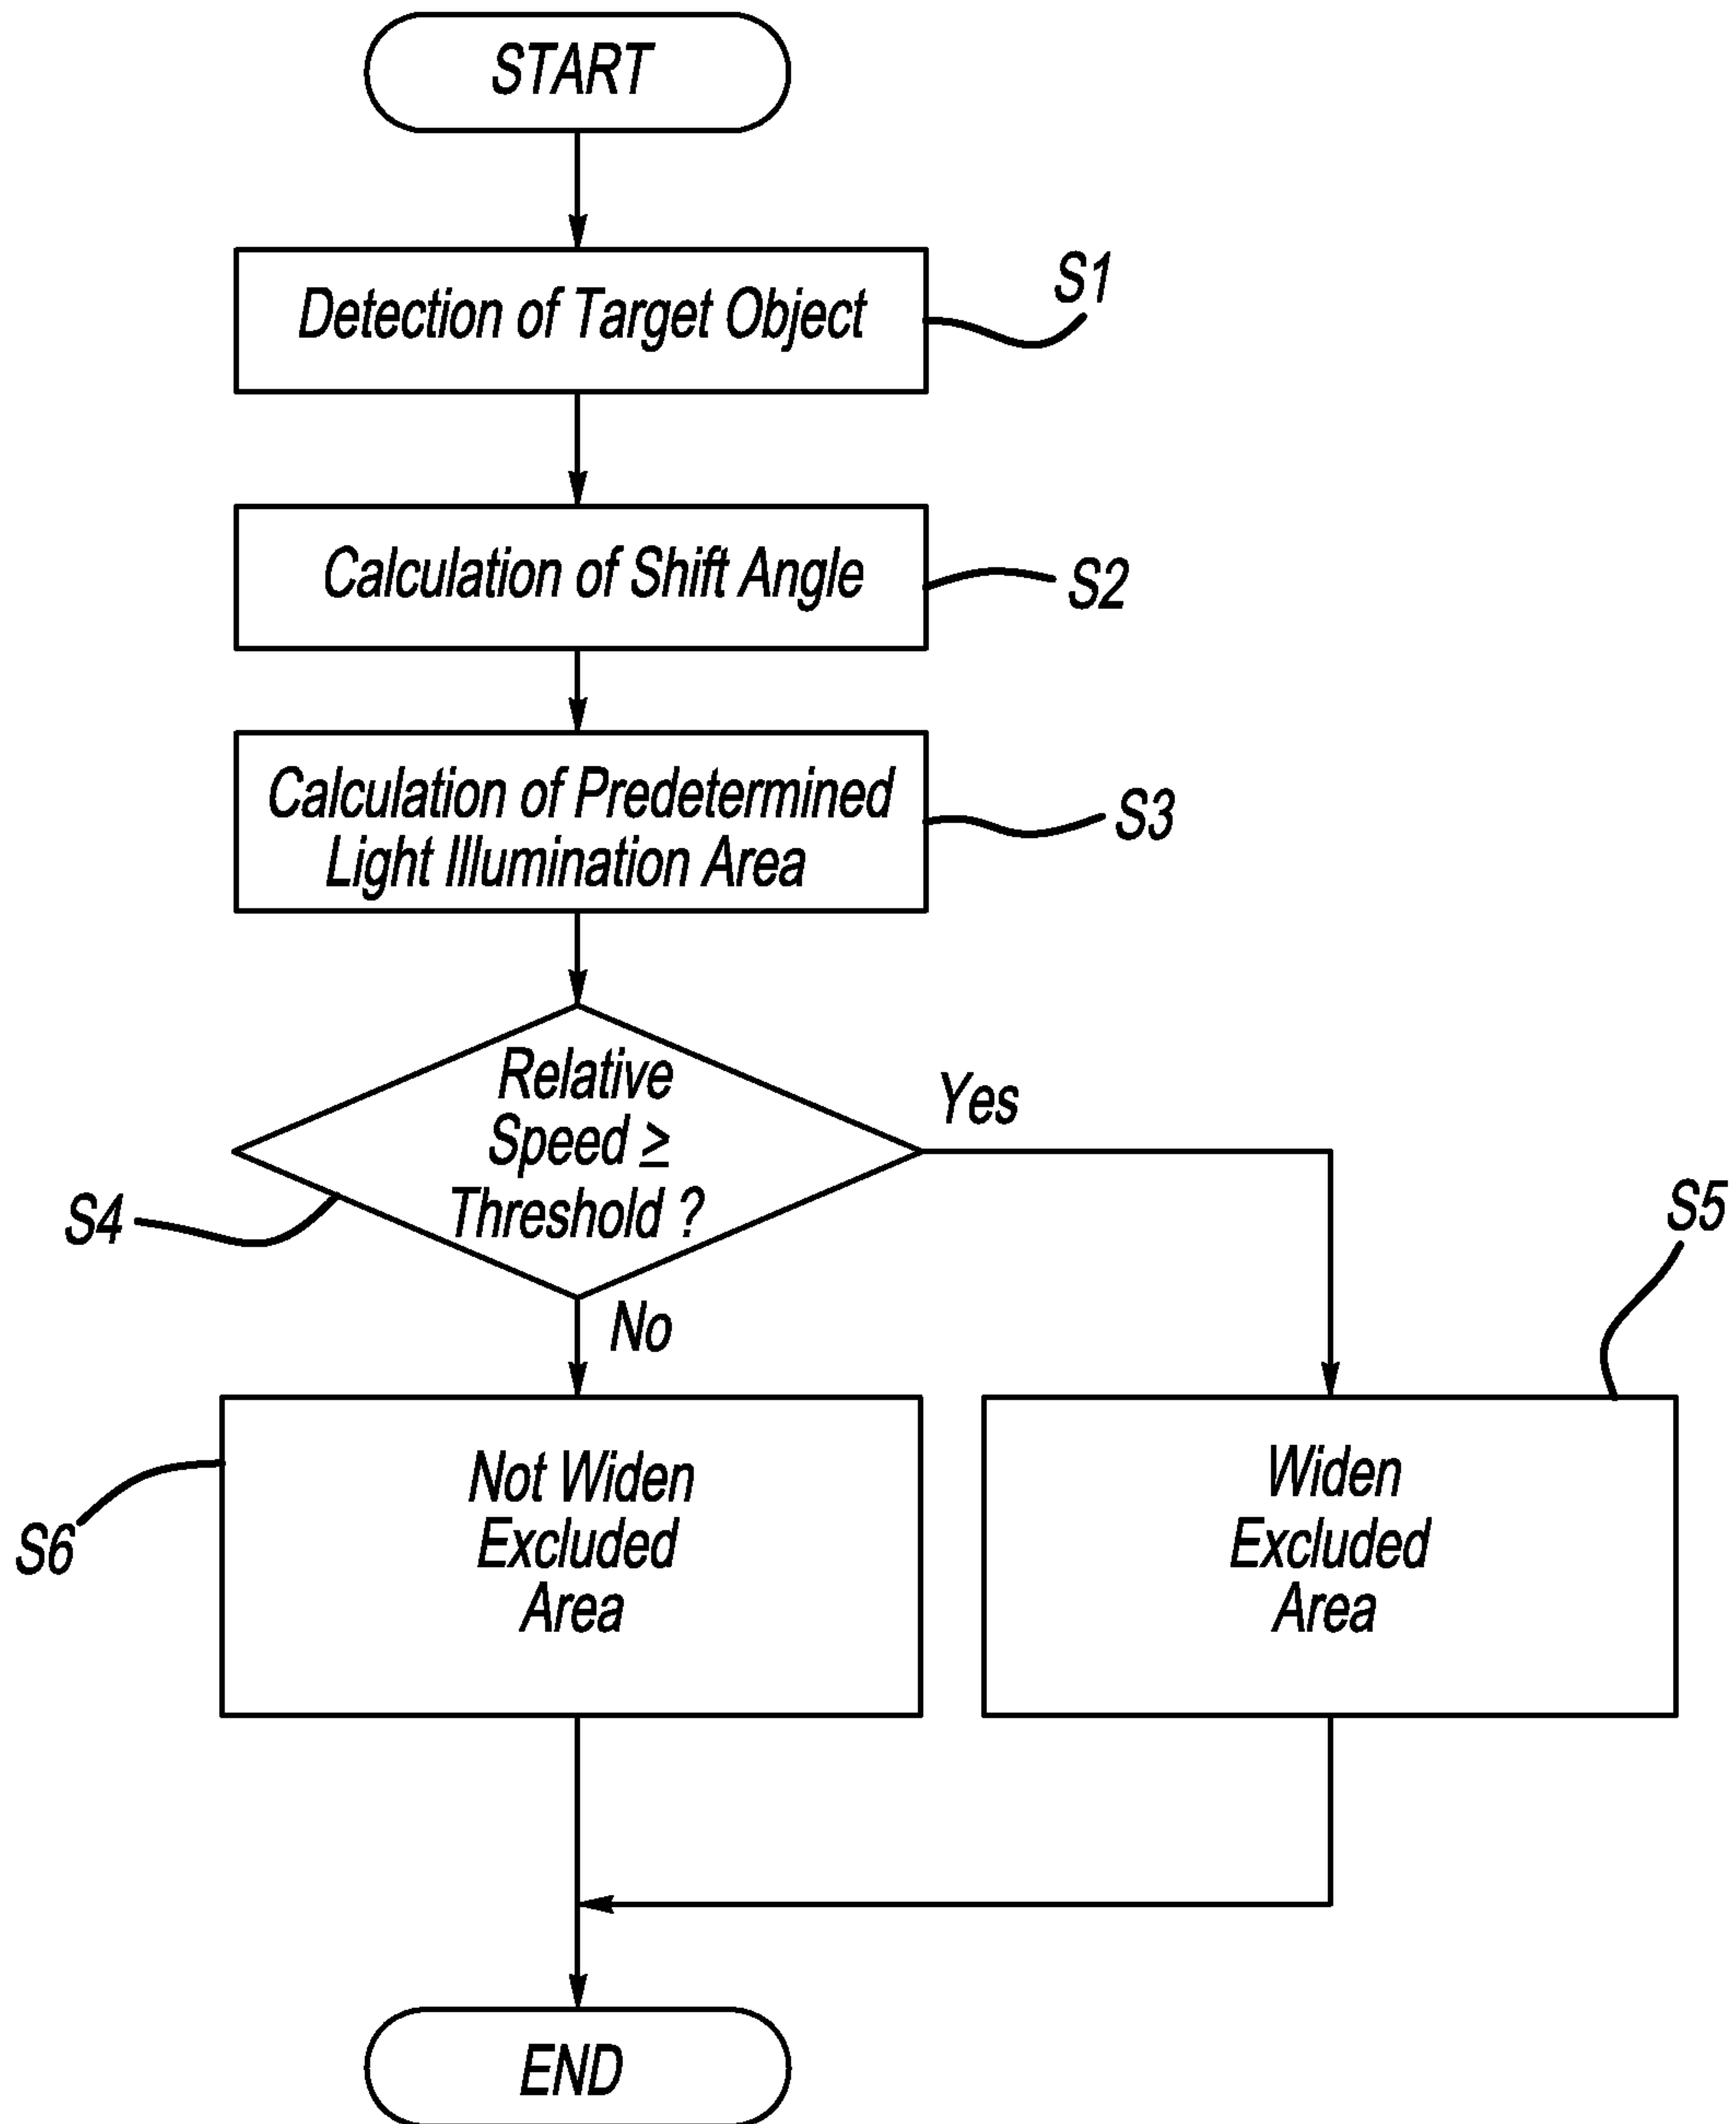 START
Detection of Target Object
S1
Calculation of Shift Angle
S2
Calculation of Predetermined
Light Illumination Area
S3
Relative
Speed ≥
Threshold ?
S4
Yes
No
S5
Not Widen
Excluded
Area
S6
Widen
Excluded
Area
END